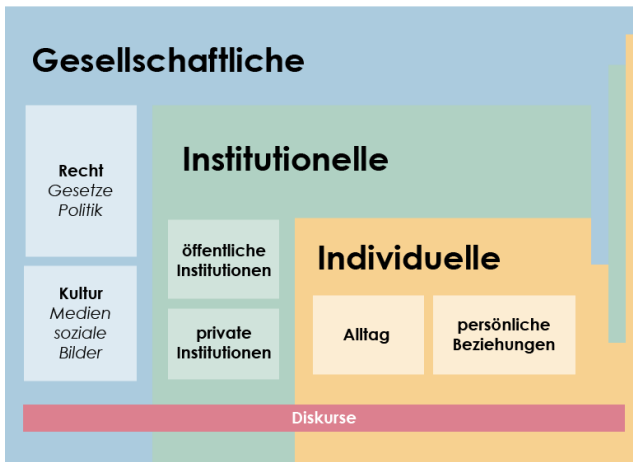 Gesellschaftliche
Recht
Gesetze
Politik
Kultur
Medien
soziale
Bilder
Institutionelle
öffentliche
Institutionen
private
Institutionen
Individuelle
Alltag
persönliche
Beziehungen
Diskurse